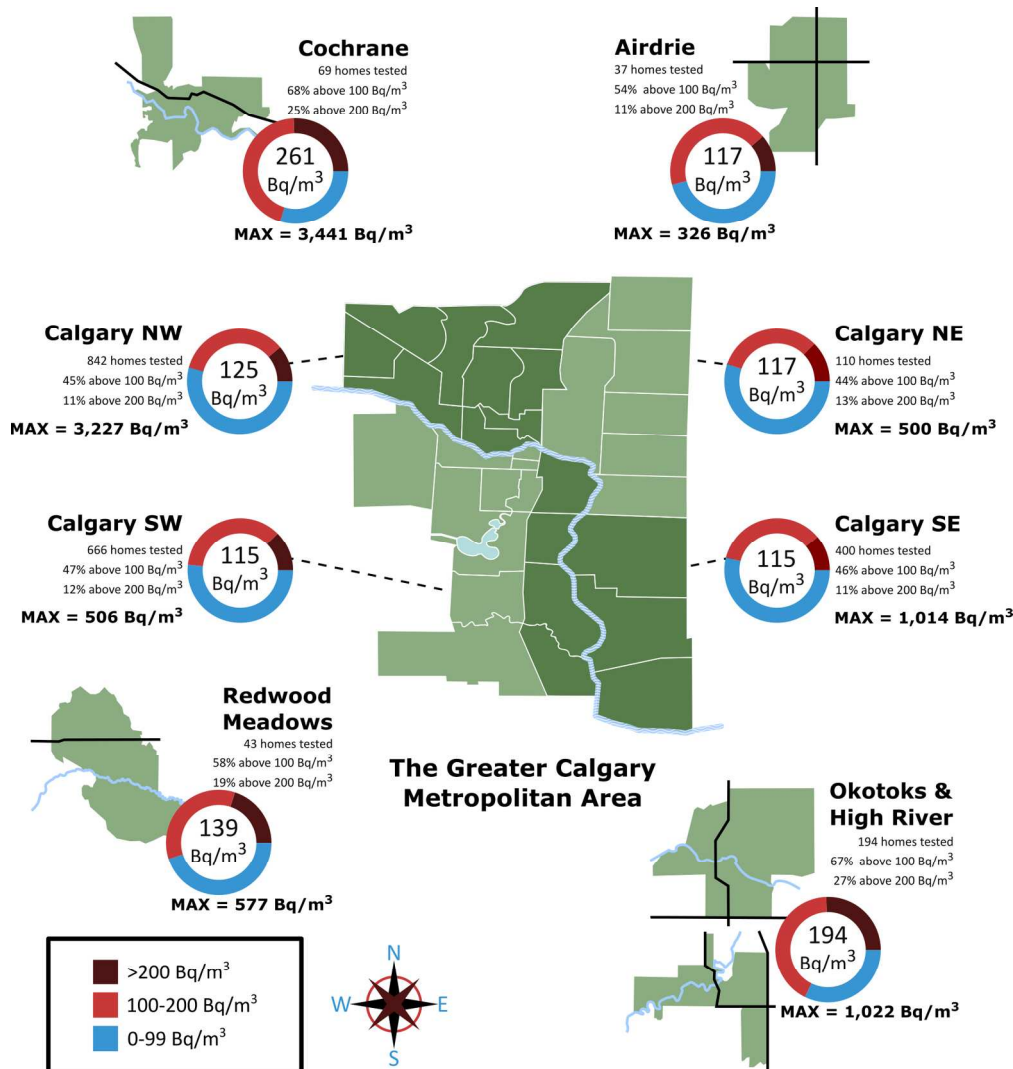 Cochrane
69 homes tested
68% above 100 Bq/m³
25% above 200 Bq/m³
261
Bq/m³
MAX = 3,441 Bq/m³
Airdrie
37 homes tested
54% above 100 Bq/m³
11% above 200 Bq/m³
117
Bq/m³
MAX = 326 Bq/m³
Calgary NW
842 homes tested
45% above 100 Bq/m³
11% above 200 Bq/m³
MAX = 3,227 Bq/m³
125
Bq/m³
Calgary NE
110 homes tested
44% above 100 Bq/m³
13% above 200 Bq/m³
MAX = 500 Bq/m³
117
Bq/m³
Calgary SW
666 homes tested
47% above 100 Bq/m³
12% above 200 Bq/m³
MAX = 506 Bq/m³
115
Bq/m³
Calgary SE
400 homes tested
46% above 100 Bq/m³
11% above 200 Bq/m³
MAX = 1,014 Bq/m³
115
Bq/m³
Redwood
Meadows
43 homes tested
58% above 100 Bq/m³
19% above 200 Bq/m³
139
Bq/m³
MAX = 577 Bq/m³
The Greater Calgary
Metropolitan Area
Okotoks &
High River
194 homes tested
67% above 100 Bq/m³
27% above 200 Bq/m³
194
Bq/m³
MAX = 1,022 Bq/m³
>200 Bq/m³
100-200 Bq/m³
0-99 Bq/m³
N
W
E
S